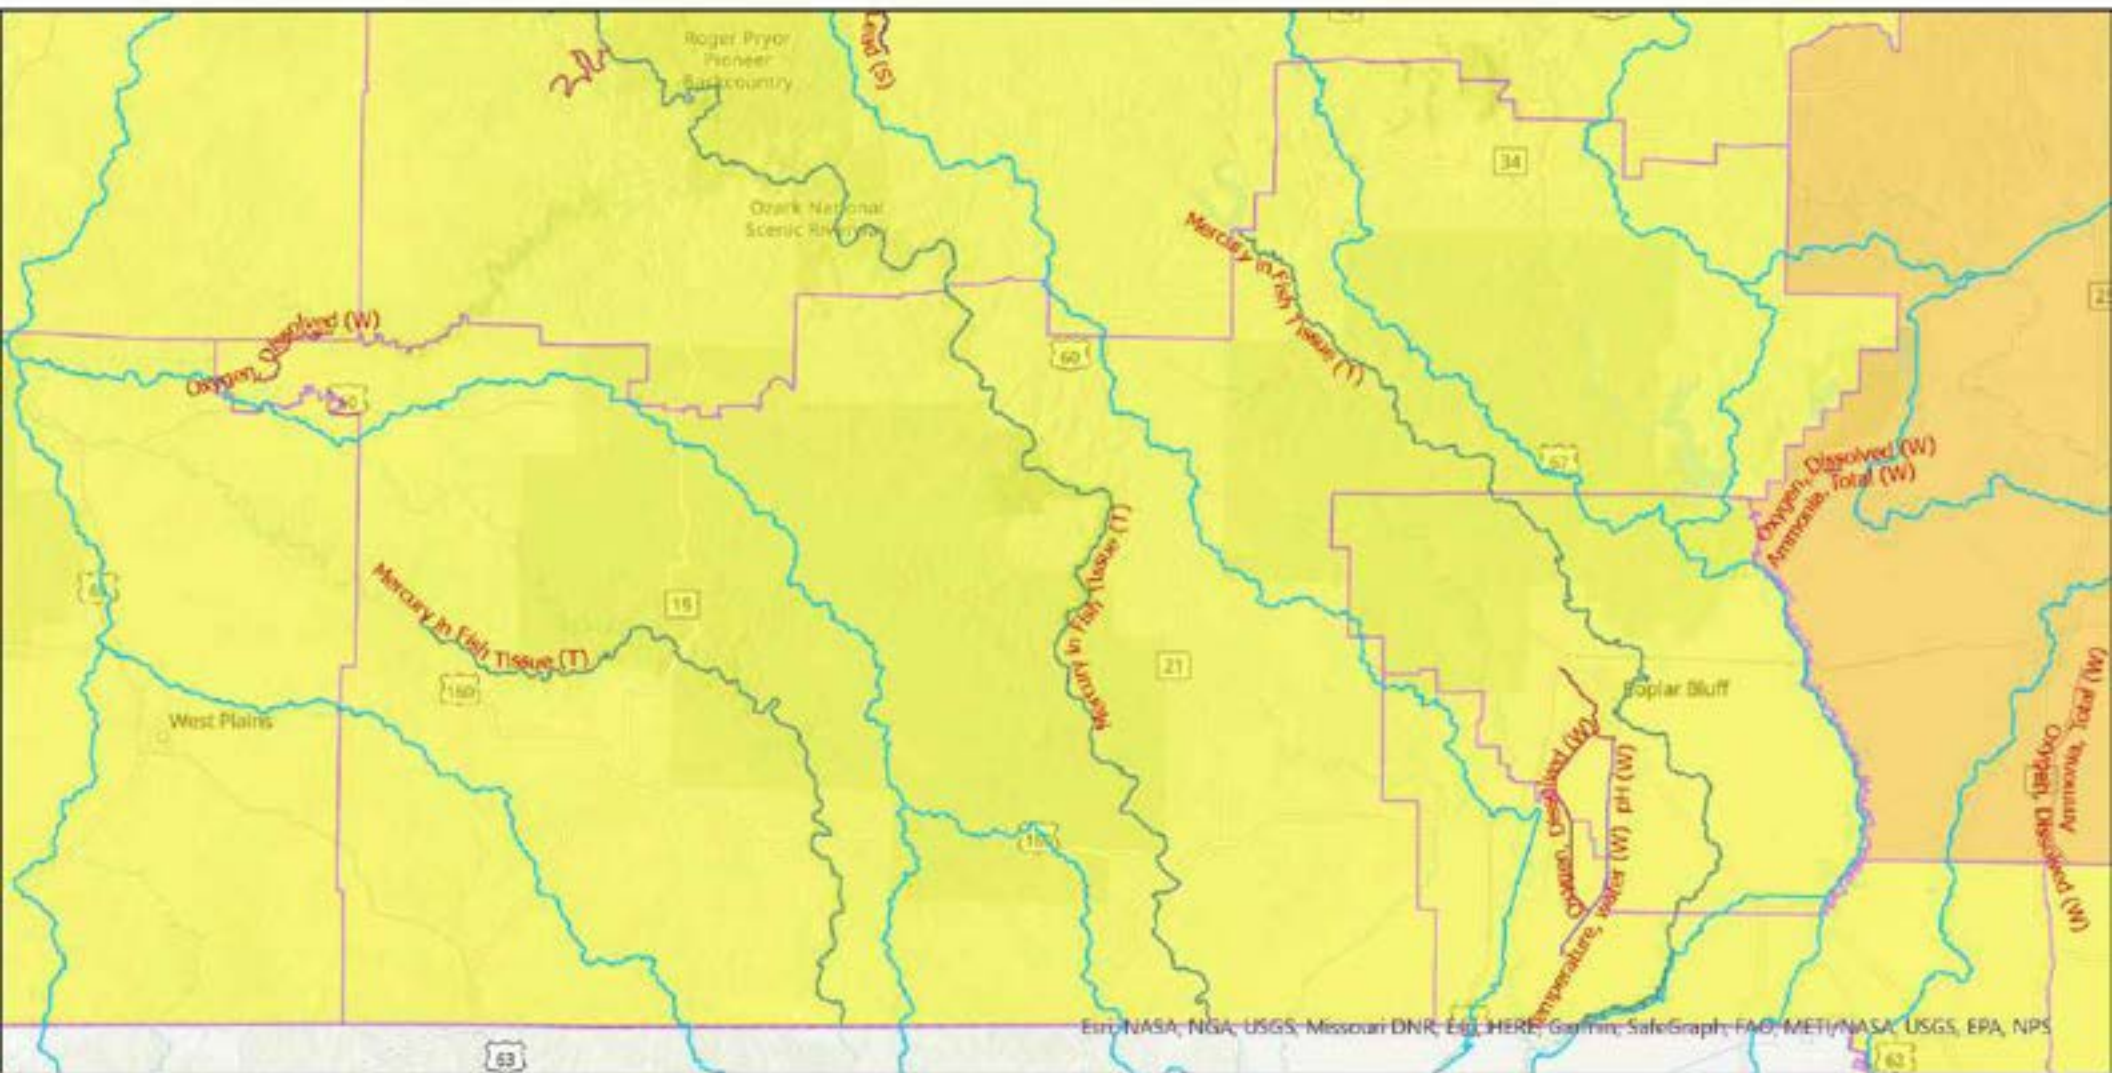 Roger Pryor
Pioneer
Backcountry
Lead (S)
34
Ozark National
Scenic Riverway
Mercury in Fish Tissue (T)
Oxygen, Dissolved (W)
60
60
67
Oxygen, Dissolved (W)
Ammonia, Total (W)
Mercury in Fish Tissue (T)
Mercury in Fish Tissue (T)
19
160
21
West Plains
Poplar Bluff
Oxygen, Dissolved (W)
pH (W)
Temperature, water (W)
Ammonia, Total (W)
Oxygen, Dissolved (W)
Esri, NASA, NGA, USGS, Missouri DNR, Esri, HERE, Garmin, SafeGraph, FAO, METI/NASA, USGS, EPA, NPS
63
62